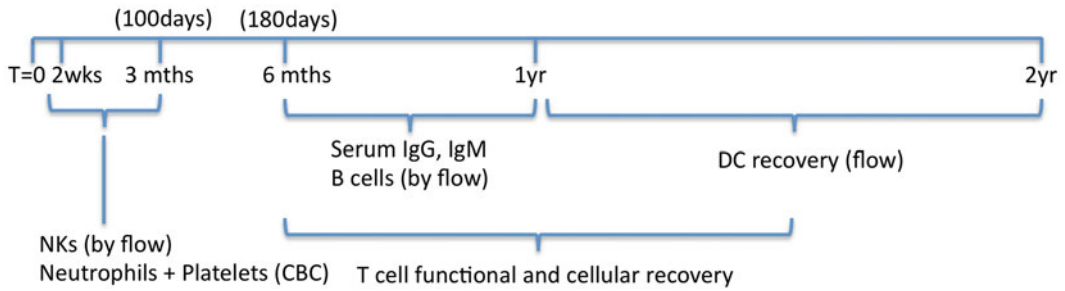 (100days) (180days)
T=0 2wks 3 mths 6 mths 1yr 2yr
Serum IgG, IgM
B cells (by flow)
DC recovery (flow)
NKs (by flow)
Neutrophils + Platelets (CBC)
T cell functional and cellular recovery